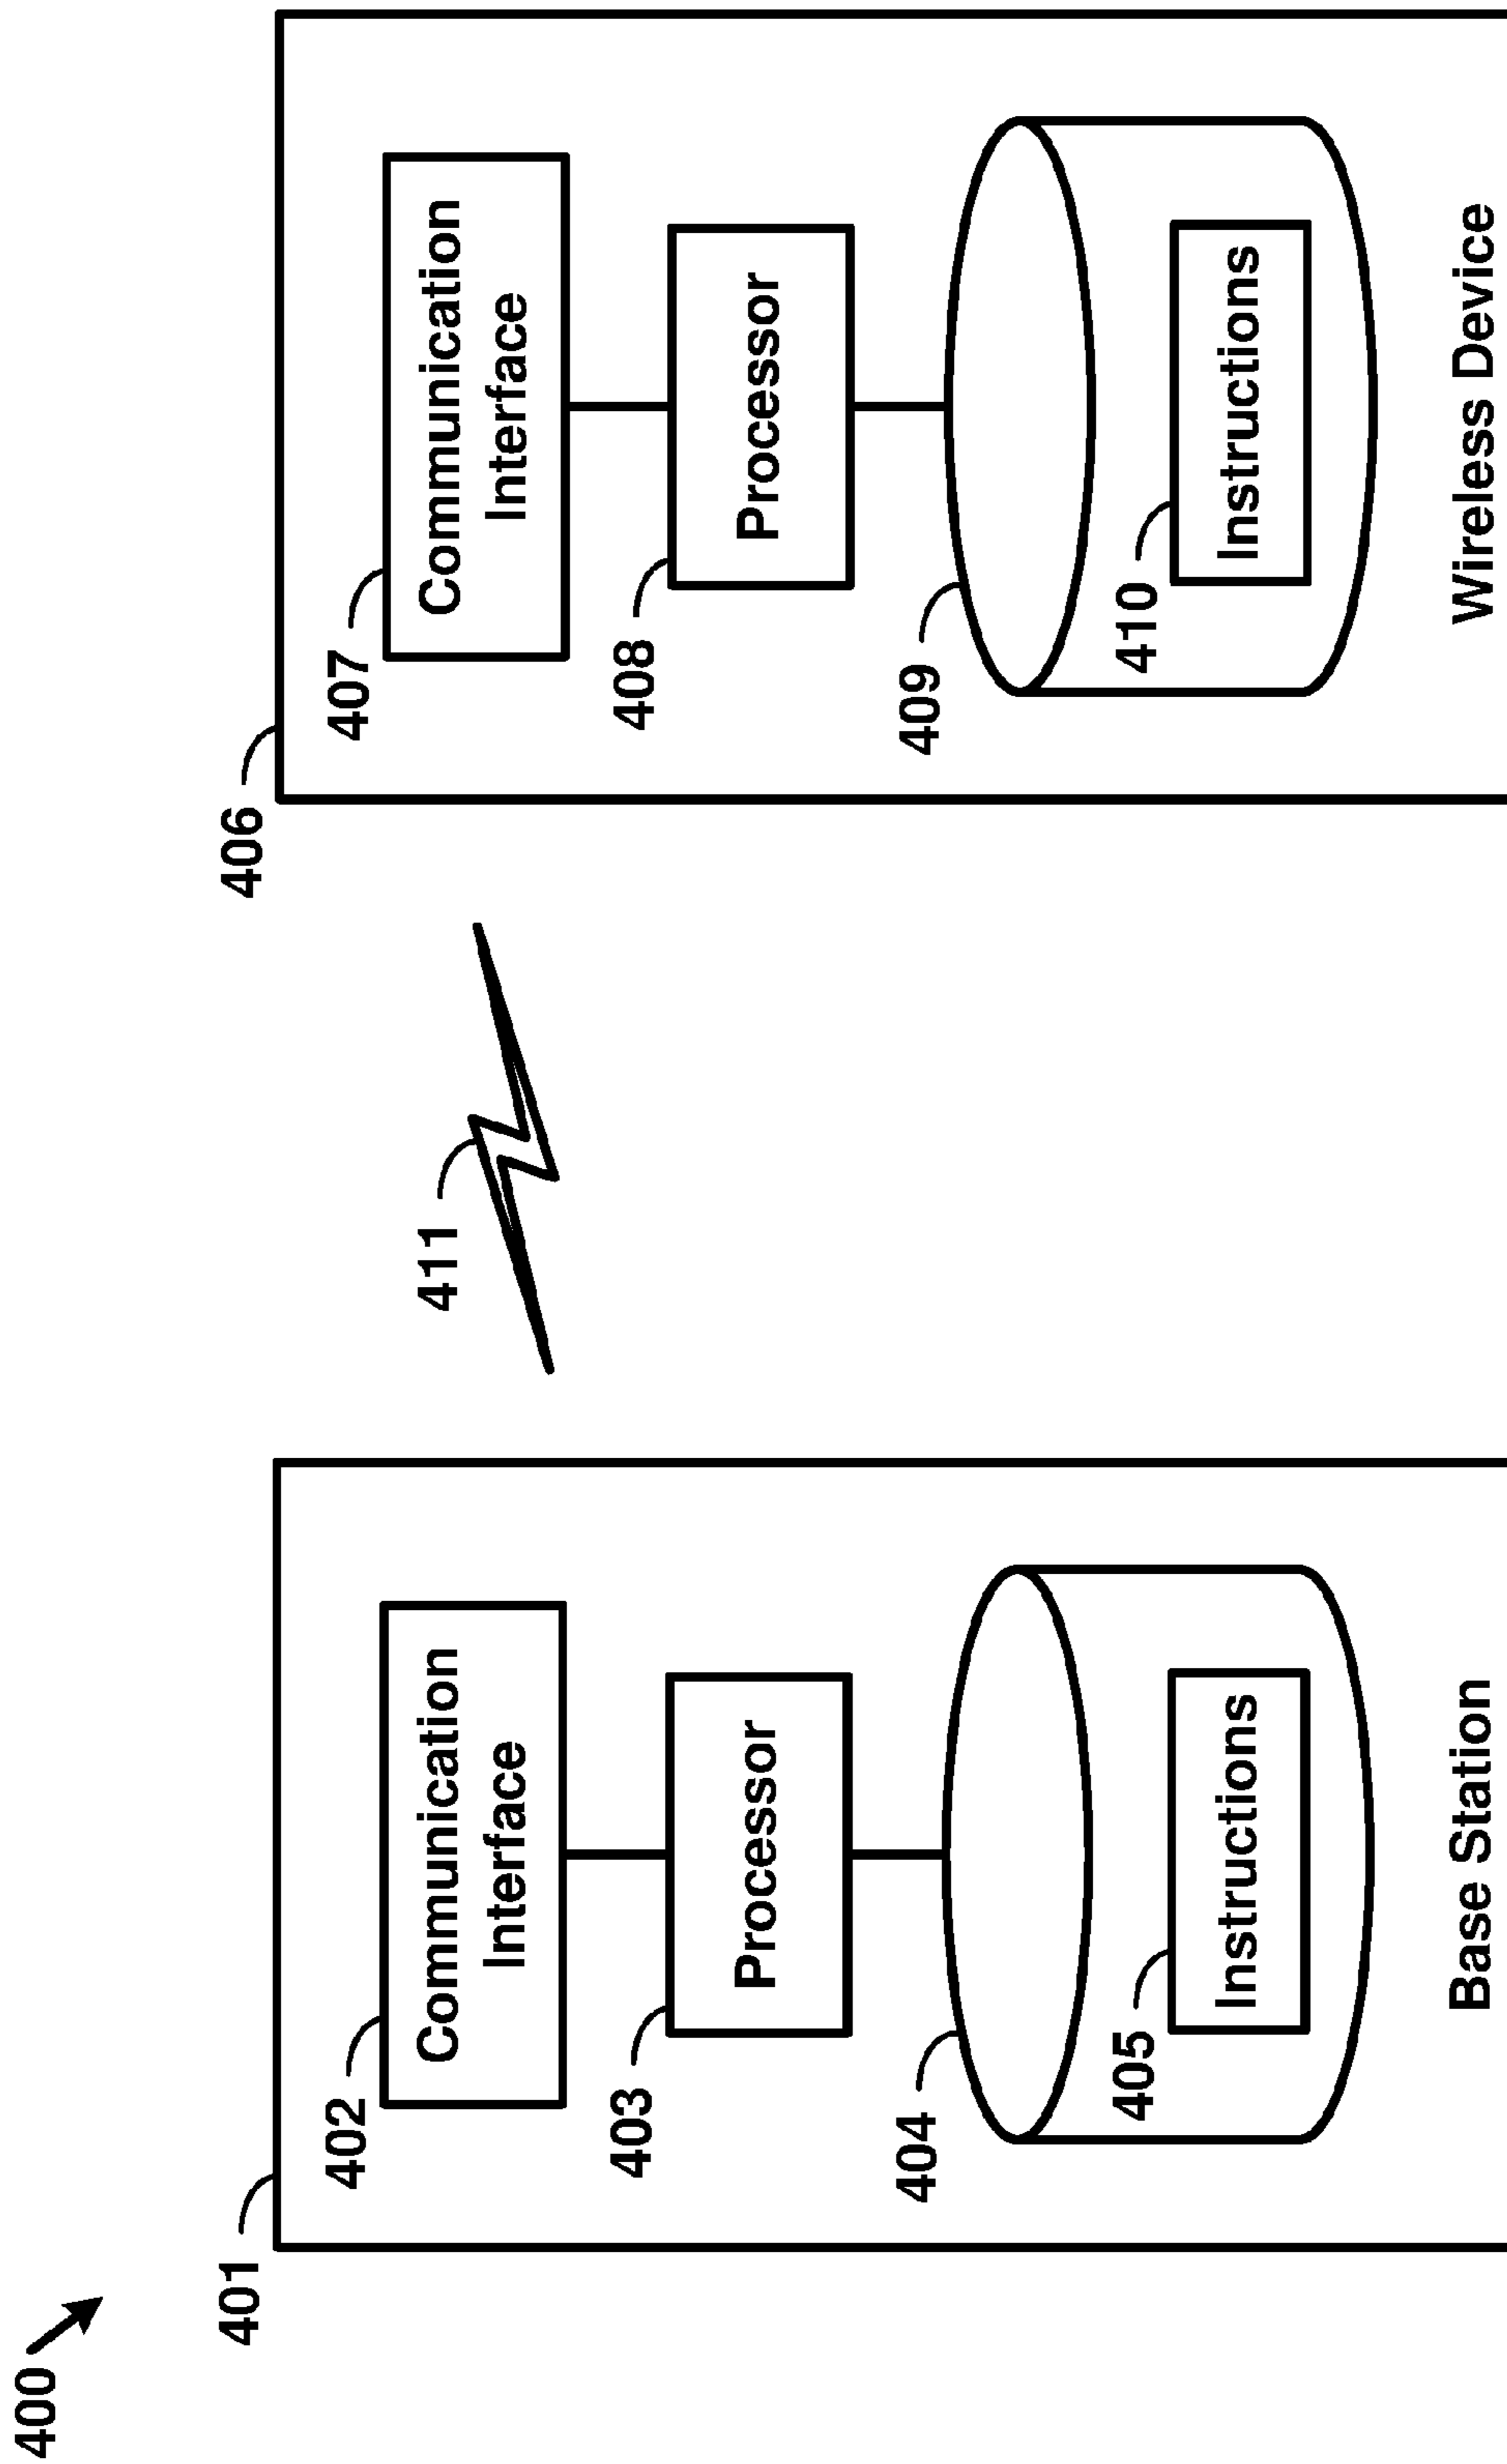 400
401
402
Communication
Interface
403
Processor
404
405
Instructions
Base Station
411
406
407
Communication
Interface
408
Processor
409
410
Instructions
Wireless Device